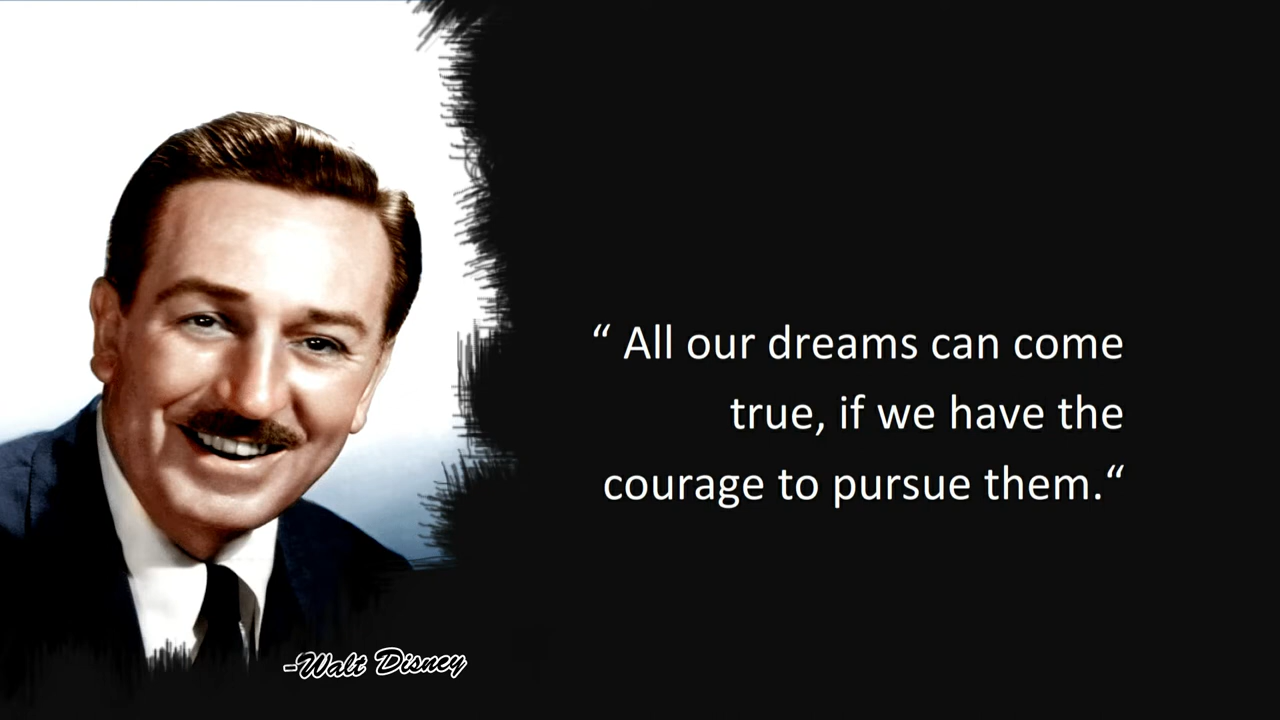 “ All our dreams can come
true, if we have the
courage to pursue them.“
-Walt Disney